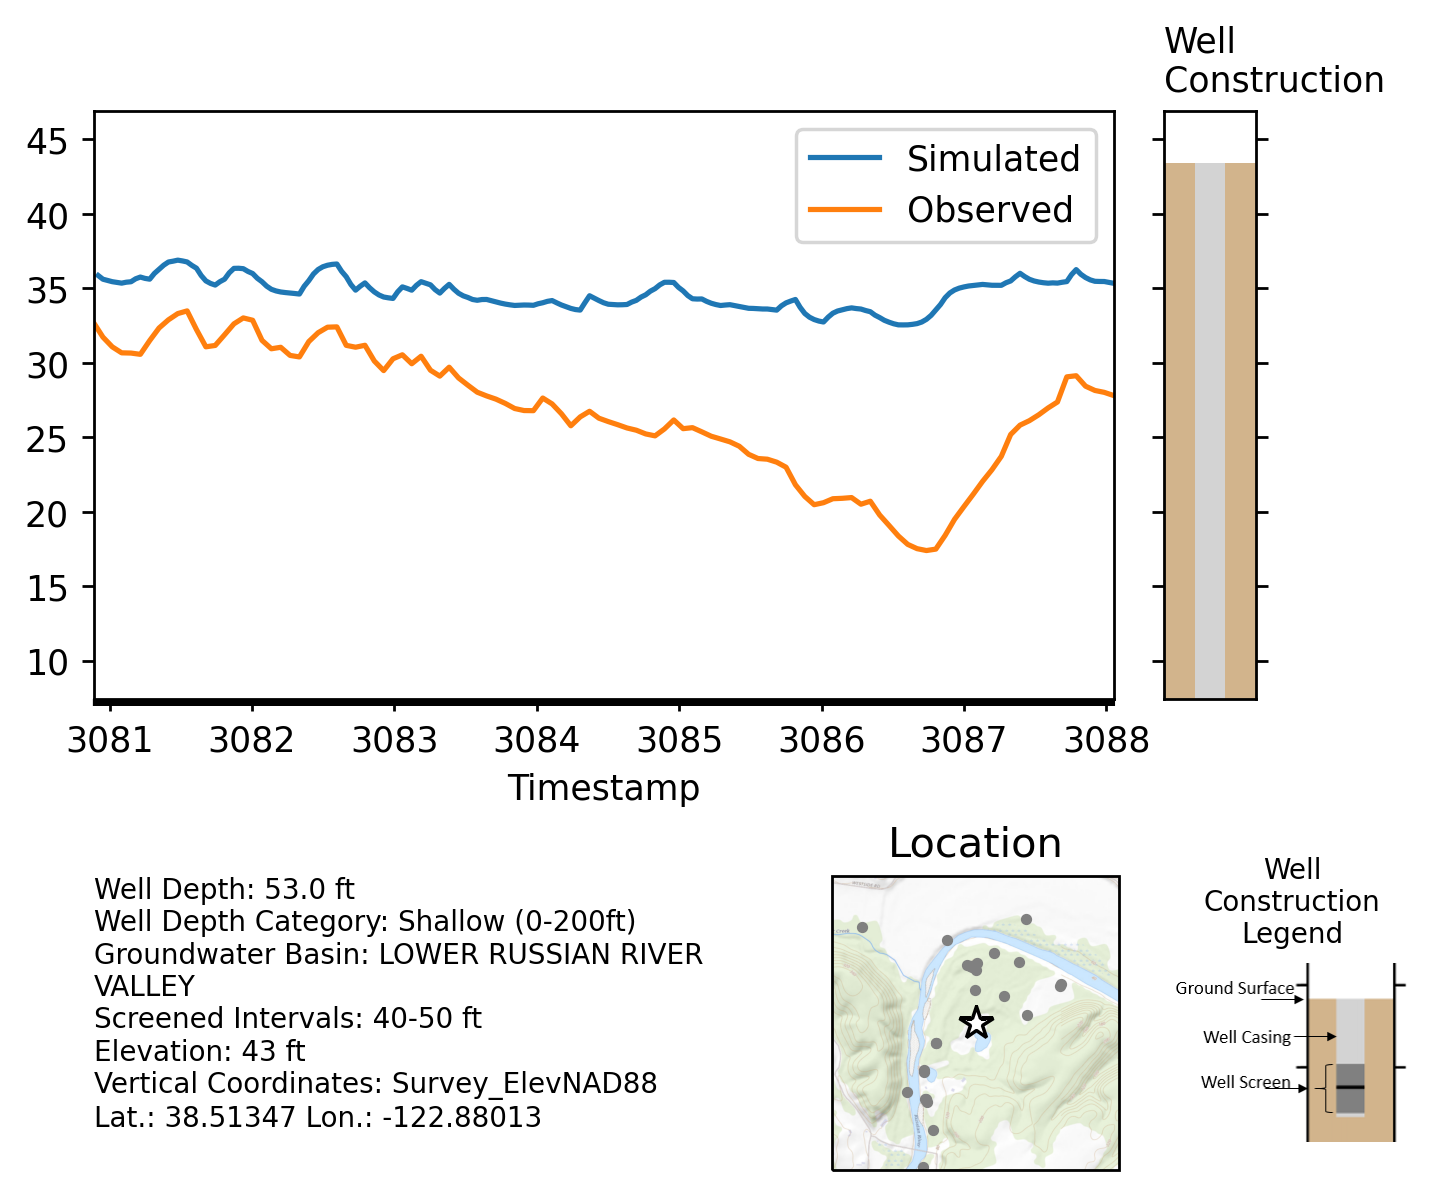 Well
Construction
45
40
35
30
25
20
15
10
Simulated
Observed
3081 3082 3083 3084 3085 3086 3087 3088
Timestamp
Well Depth: 53.0 ft
Well Depth Category: Shallow (0-200ft)
Groundwater Basin: LOWER RUSSIAN RIVER
VALLEY
Screened Intervals: 40-50 ft
Elevation: 43 ft
Vertical Coordinates: Survey_ElevNAD88
Lat.: 38.51347 Lon.: -122.88013
Location
Well
Construction
Legend
Ground Surface
Well Casing
Well Screen